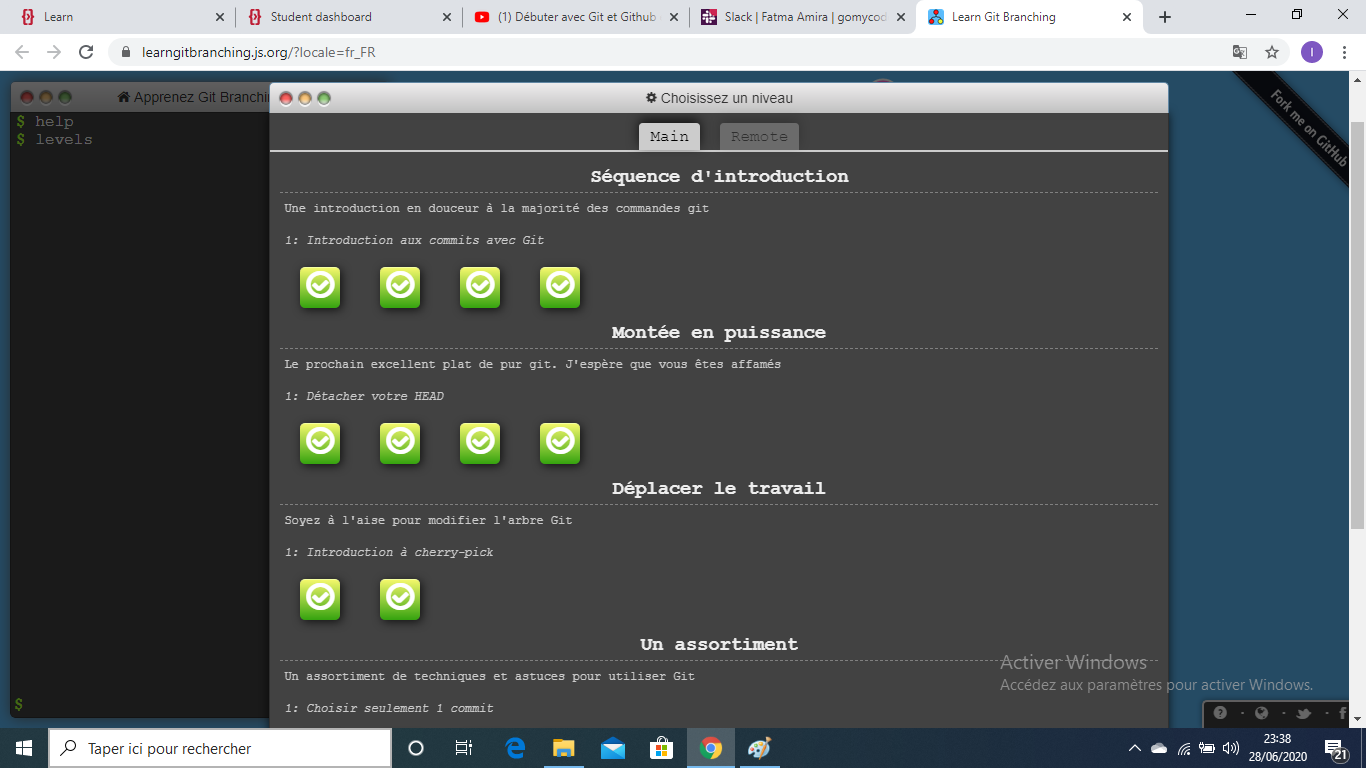 Learn
Student dashboard
(1) Débuter avec Git et Github
Slack | Fatma Amira | gomycod
Learn Git Branching
learngitbranching.js.org/?locale=fr_FR
Apprenez Git Branchi
Choisissez un niveau
Fork me on GitHub
$ help
$ levels
Main
Remote
Séquence d'introduction
Une introduction en douceur à la majorité des commandes git
1: Introduction aux commits avec Git
Montée en puissance
Le prochain excellent plat de pur git. J'espère que vous êtes affamés
1: Détacher votre HEAD
Déplacer le travail
Soyez à l'aise pour modifier l'arbre Git
1: Introduction à cherry-pick
Un assortiment
Un assortiment de techniques et astuces pour utiliser Git
1: Choisir seulement 1 commit
$
Activer Windows
Accédez aux paramètres pour activer Windows.
Taper ici pour rechercher
23:38
28/06/2020
21